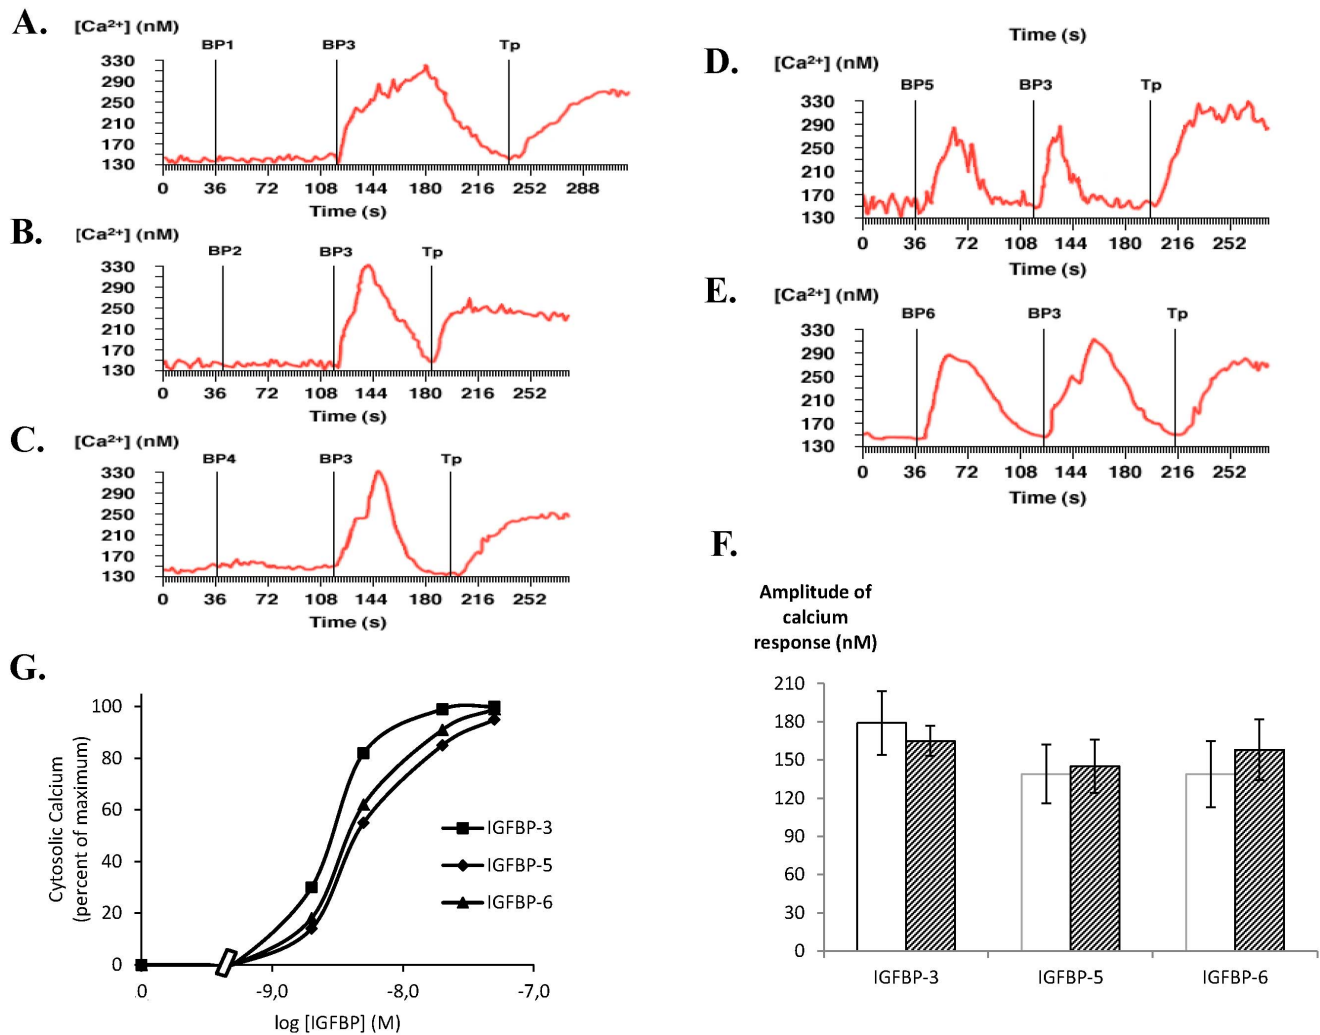 A.
[Ca²⁺] (nM)
BP1 BP3 Tp
330
290
250
210
170
130
0 36 72 108 144 180 216 252 288
Time (s)
B.
[Ca²⁺] (nM)
BP2 BP3 Tp
330
290
250
210
170
130
0 36 72 108 144 180 216 252
Time (s)
C.
[Ca²⁺] (nM)
BP4 BP3 Tp
330
290
250
210
170
130
0 36 72 108 144 180 216 252
Time (s)
Time (s)
D.
[Ca²⁺] (nM)
BP5 BP3 Tp
330
290
250
210
170
130
0 36 72 108 144 180 216 252
Time (s)
E.
[Ca²⁺] (nM)
BP6 BP3 Tp
330
290
250
210
170
130
0 36 72 108 144 180 216 252
Time (s)
F.
Amplitude of
calcium
response (nM)
210
180
150
120
90
60
30
0
IGFBP-3 IGFBP-5 IGFBP-6
G.
Cytosolic Calcium
(percent of maximum)
100
80
60
40
20
0
IGFBP-3
IGFBP-5
IGFBP-6
.0 -9,0 -8,0 -7,0
log [IGFBP] (M)